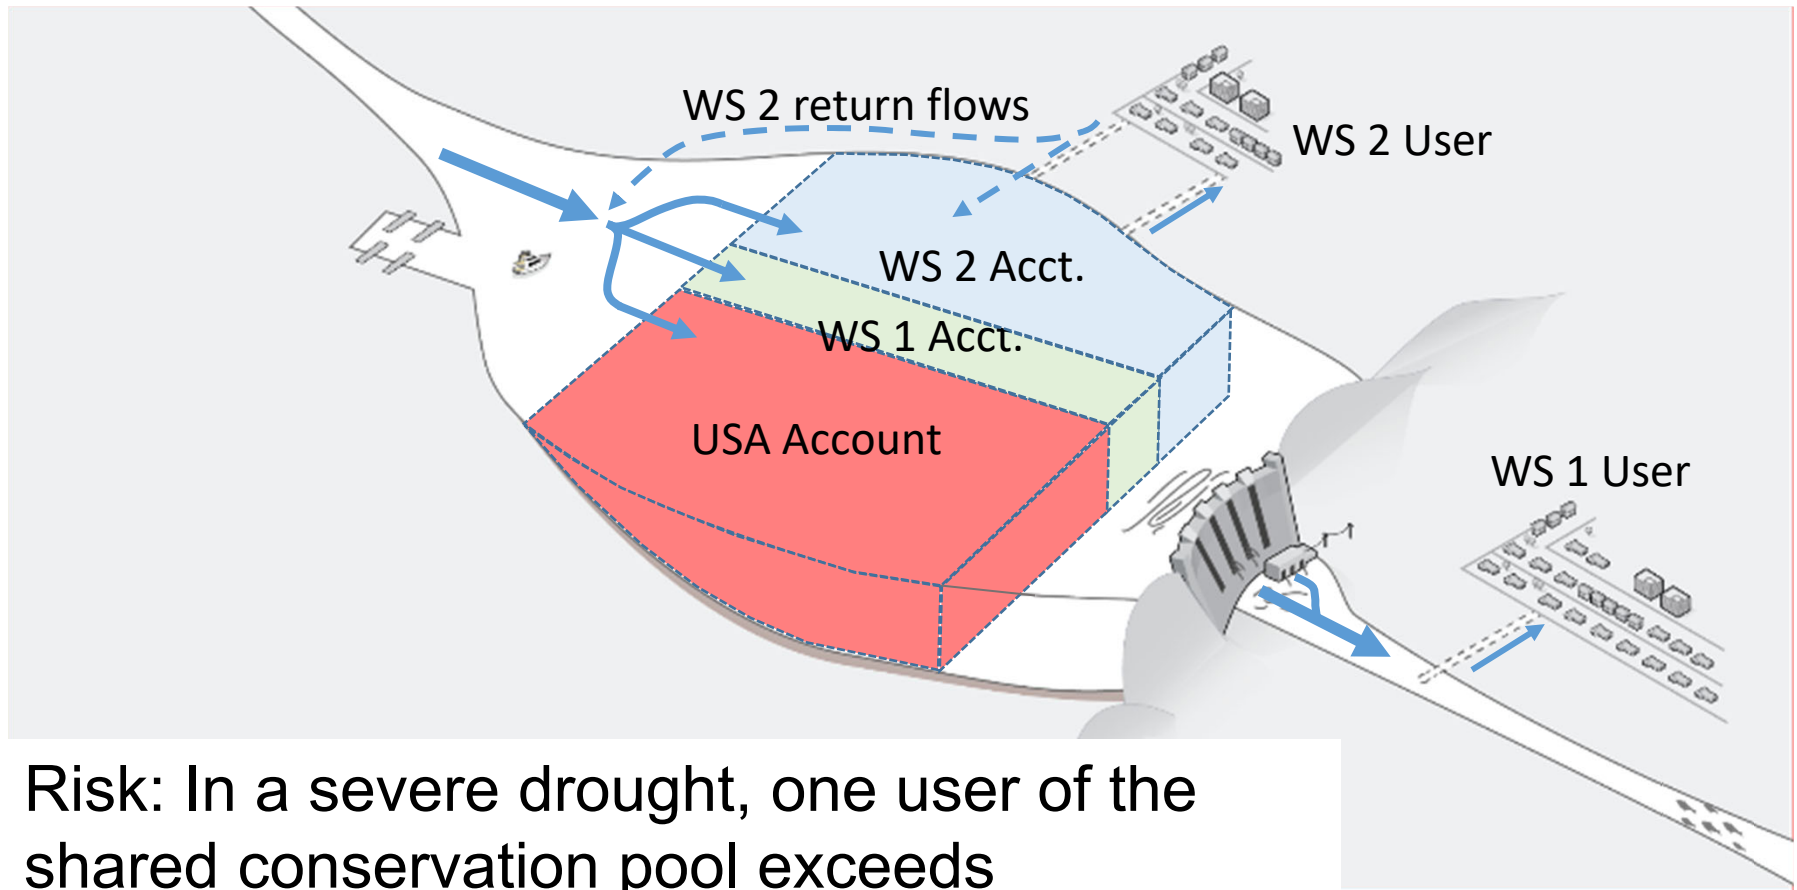 WS 2 return flows
WS 2 User
WS 2 Acct.
WS 1 Acct.
USA Account
WS 1 User
Risk: In a severe drought, one user of the
shared conservation pool exceeds